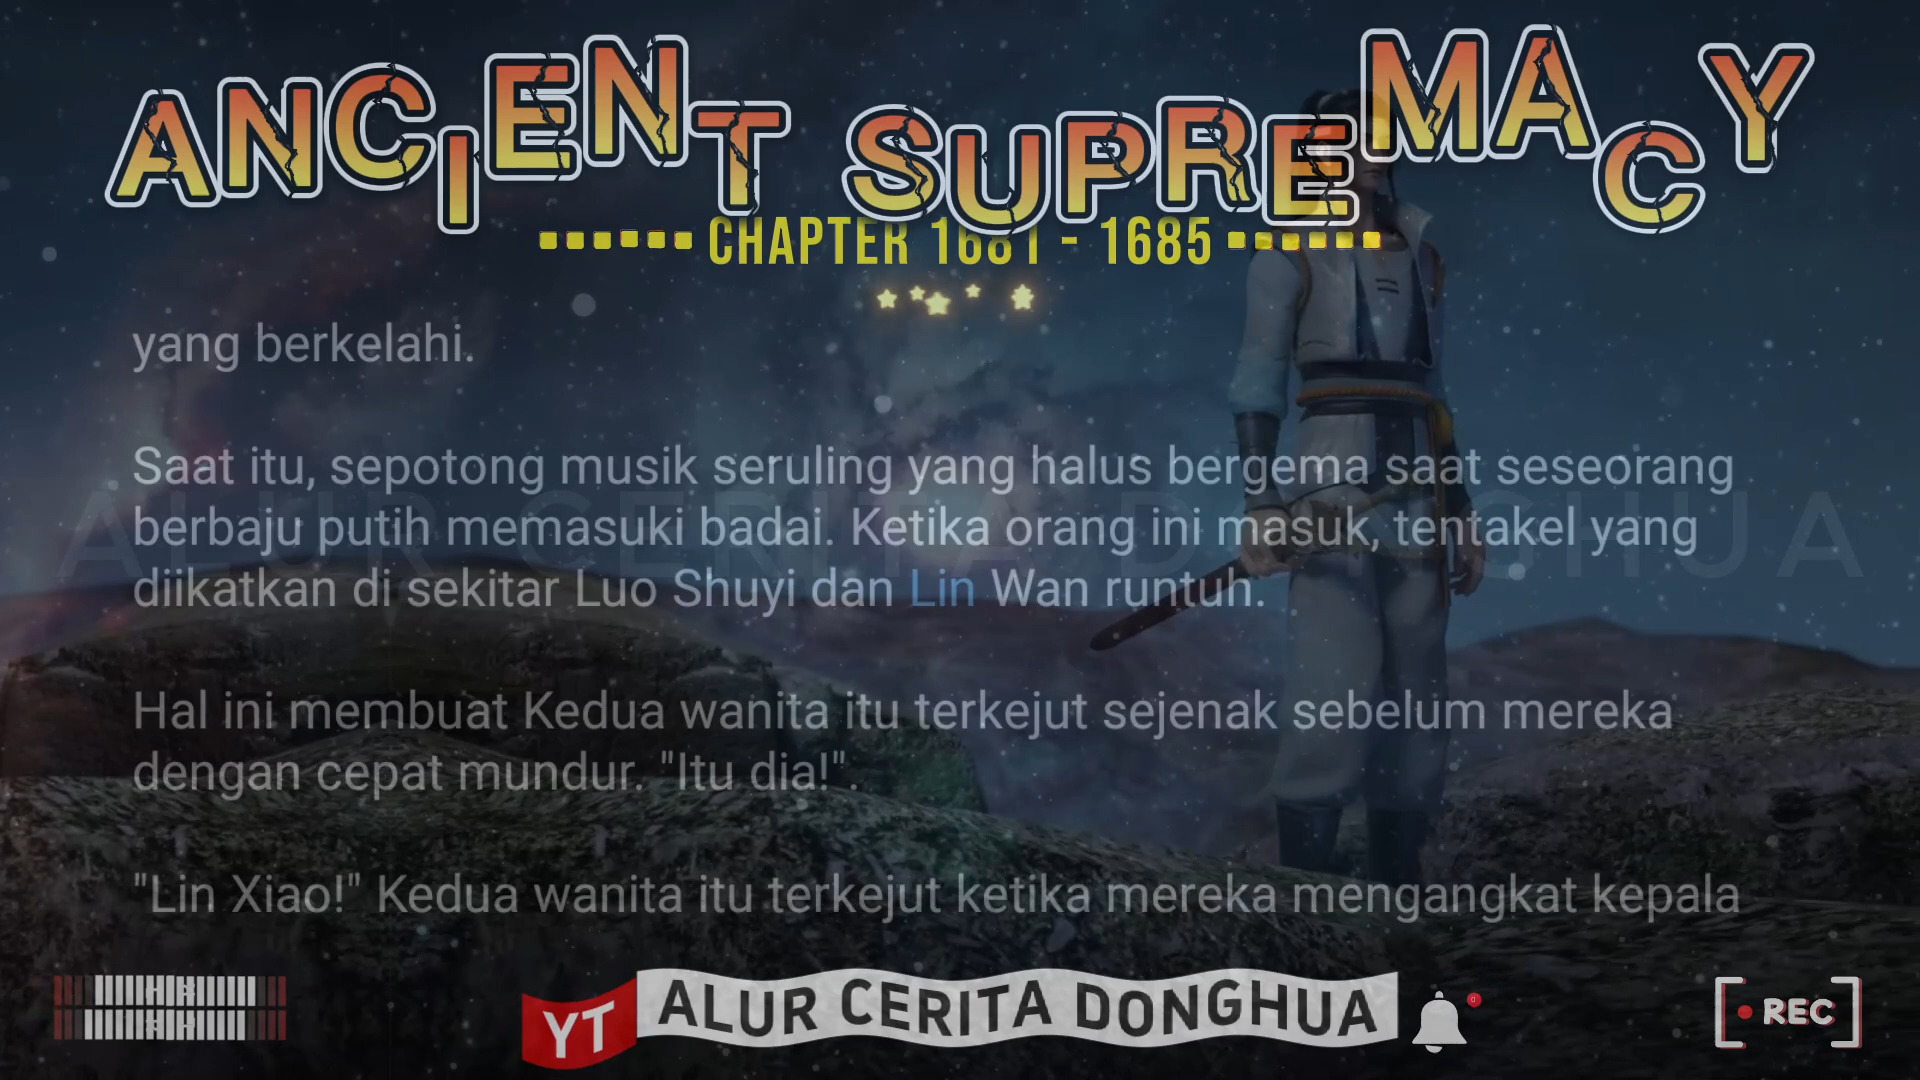 ANCIENT SUPREMACY
CHAPTER 1681 - 1685
yang berkelahi.
Saat itu, sepotong musik seruling yang halus bergema saat seseorang
berbaju putih memasuki badai. Ketika orang ini masuk, tentakel yang
diikatkan di sekitar Luo Shuyi dan Lin Wan runtuh.
Hal ini membuat Kedua wanita itu terkejut sejenak sebelum mereka
dengan cepat mundur. "Itu dia!".
"Lin Xiao!" Kedua wanita itu terkejut ketika mereka mengangkat kepala
ALUR CERITA DONGHUA
YT ALUR CERITA DONGHUA
REC